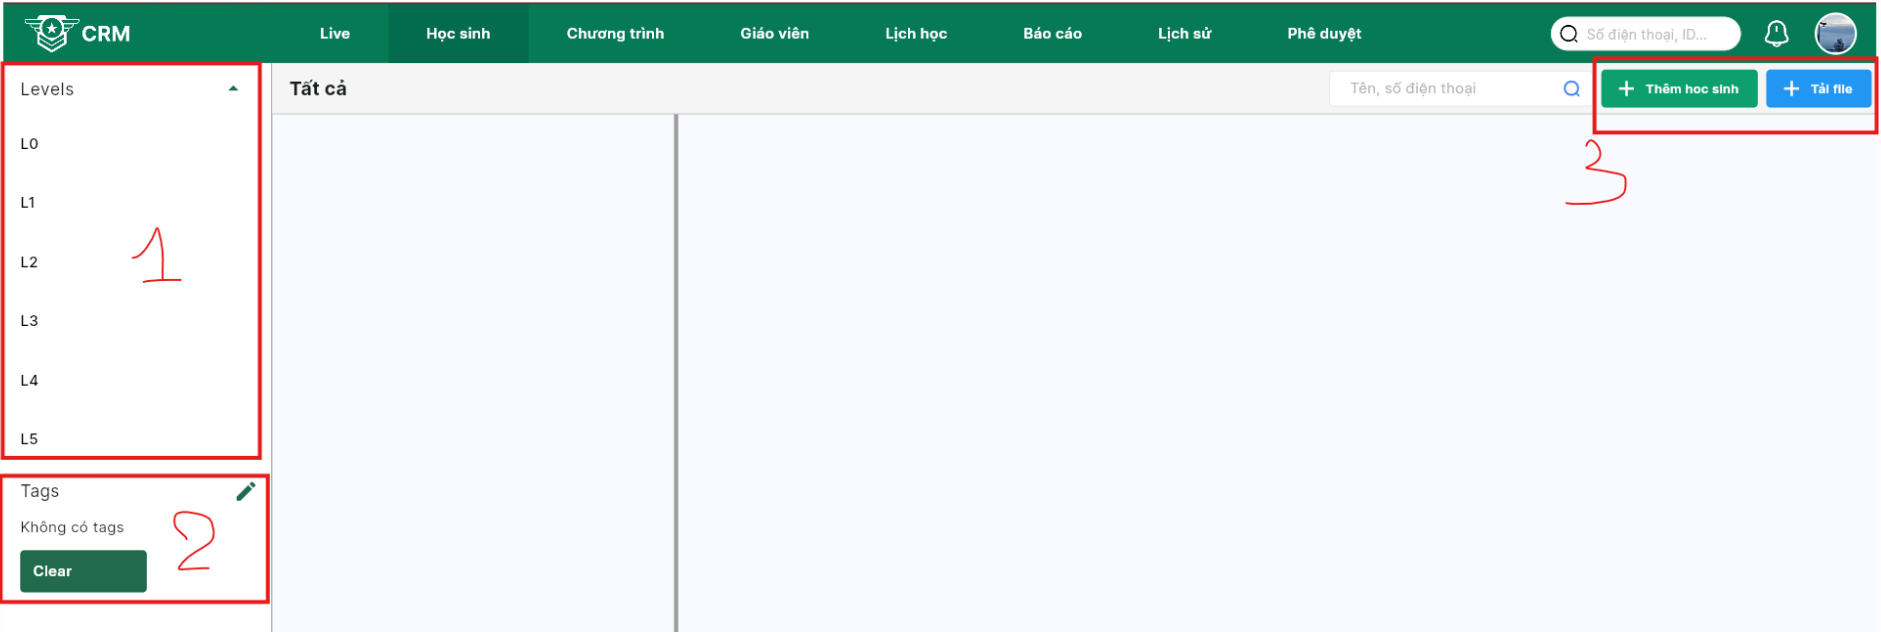 CRM
Live Học sinh Chương trình Giáo viên Lịch học Báo cáo Lịch sử Phê duyệt Số điện thoại, ID...
Levels
Tất cả Tên, số điện thoại Thêm hoc sinh Tải file
L0
L1
L2
L3
L4
L5
1
3
Tags
Không có tags
Clear
2